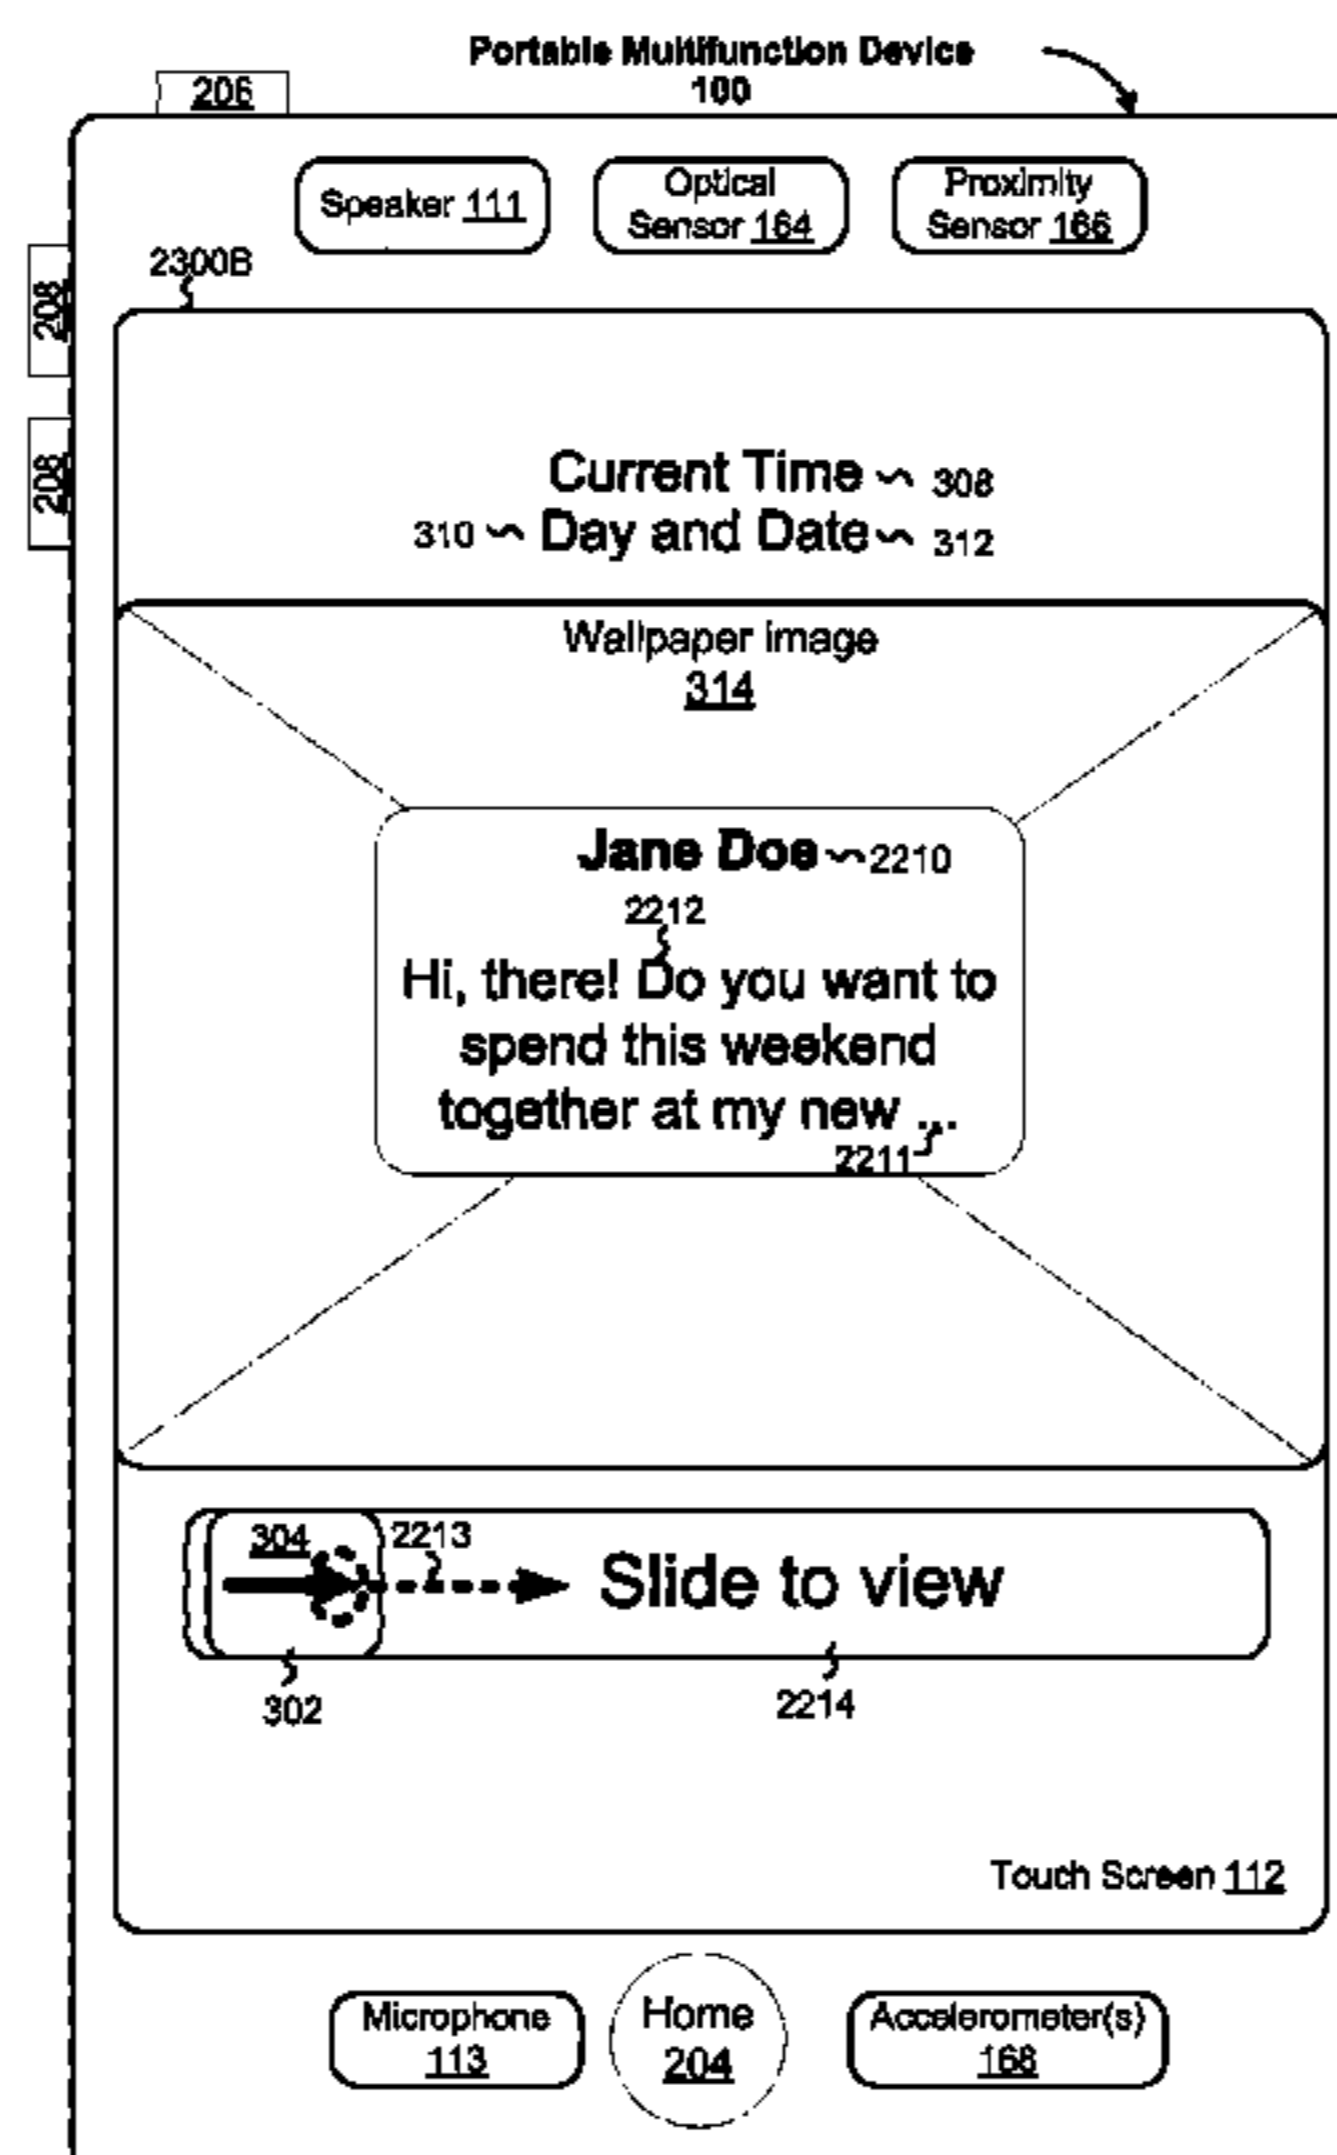 Portable Multifunction Device
100
206
Speaker 111
Optical
Sensor 164
Proximity
Sensor 166
2300B
208
208
Current Time 308
310 Day and Date 312
Wallpaper image
314
Jane Doe 2210
2212
Hi, there! Do you want to
spend this weekend
together at my new ...
2211
304 2213
Slide to view
302
2214
Touch Screen 112
Microphone
113
Home
204
Accelerometer(s)
168